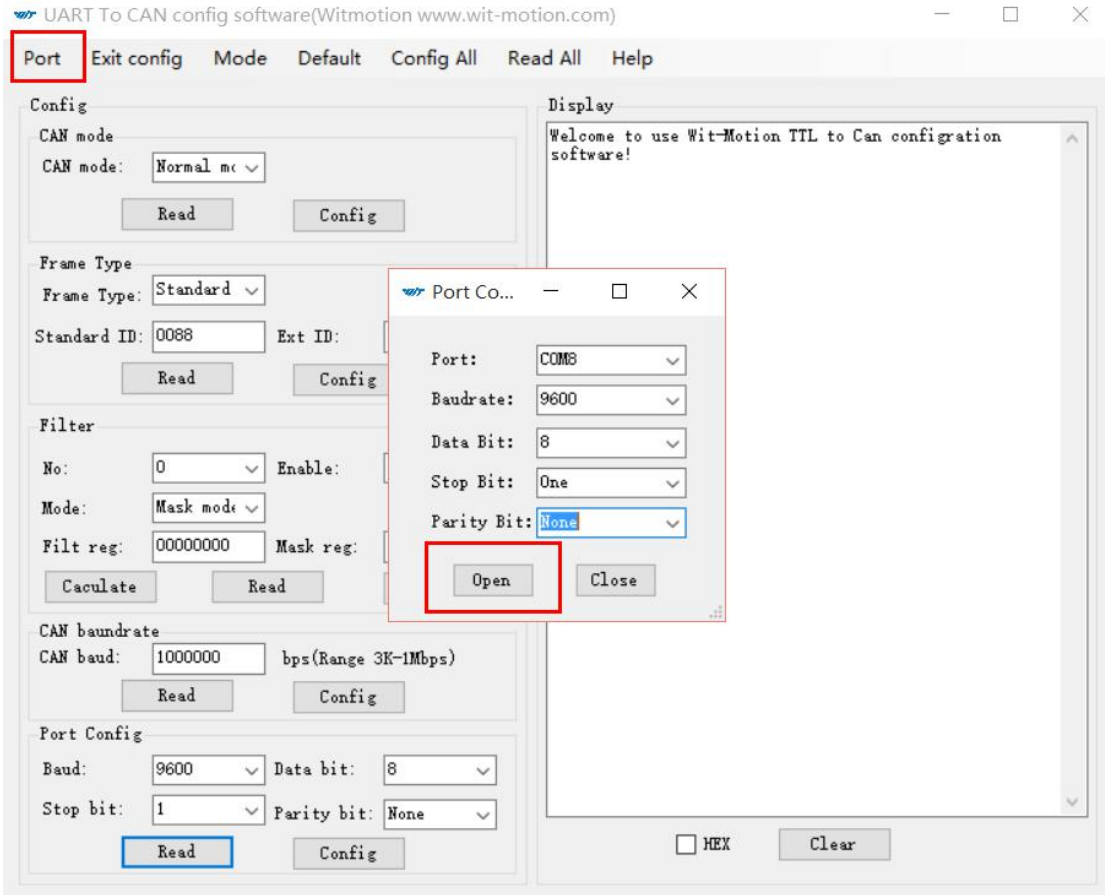 WIT UART To CAN config software(Witmotion www.wit-motion.com)
Port Exit config Mode Default Config All Read All Help
Config
CAN mode
CAN mode: Normal mo
Read Config
Frame Type
Frame Type: Standard
Standard ID: 0088 Ext ID:
Read Config
Filter
No: 0 Enable:
Mode: Mask mode
Filt reg: 00000000 Mask reg:
Caculate Read
CAN baundrate
CAN baud: 1000000 bps(Range 3K-1Mbps)
Read Config
Port Config
Baud: 9600 Data bit: 8
Stop bit: 1 Parity bit: None
Read Config
Display
Welcome to use Wit-Motion TTL to Can configration
software!
HEX Clear
WIT Port Co...
Port: COM8
Baudrate: 9600
Data Bit: 8
Stop Bit: One
Parity Bit: None
Open Close